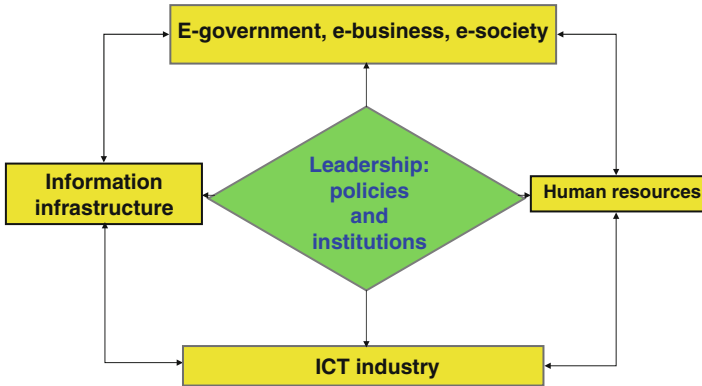 E-government, e-business, e-society
Leadership:
policies
and
institutions
Information
infrastructure
Human resources
ICT industry